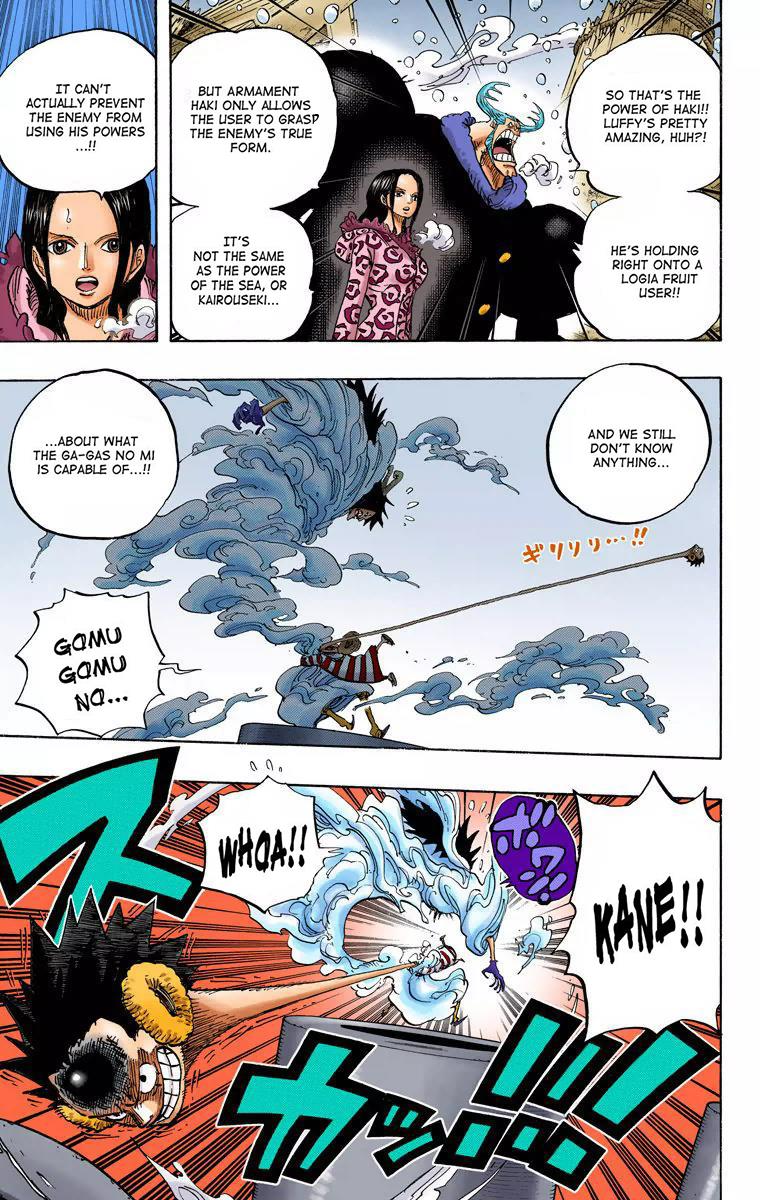 SO THAT'S THE
POWER OF HAKI!!
LUFFY'S PRETTY
AMAZING, HUH?!
HE'S HOLDING
RIGHT ONTO A
LOGIA FRUIT
USER!!
BUT ARMAMENT
HAKI ONLY ALLOWS
THE USER TO GRASP
THE ENEMY'S TRUE
FORM.
IT'S
NOT THE SAME
AS THE POWER
OF THE SEA, OR
KAIROUSEKI...
IT CAN'T
ACTUALLY PREVENT
THE ENEMY FROM
USING HIS POWERS
...!!
AND WE STILL
DON'T KNOW
ANYTHING...
...ABOUT WHAT
THE GA-GAS NO MI
IS CAPABLE OF...!!
ギリリリ…!!
GOMU
GOMU
NO...
KANE!!
ボワン!!
WHOA!!
スカッ!!!